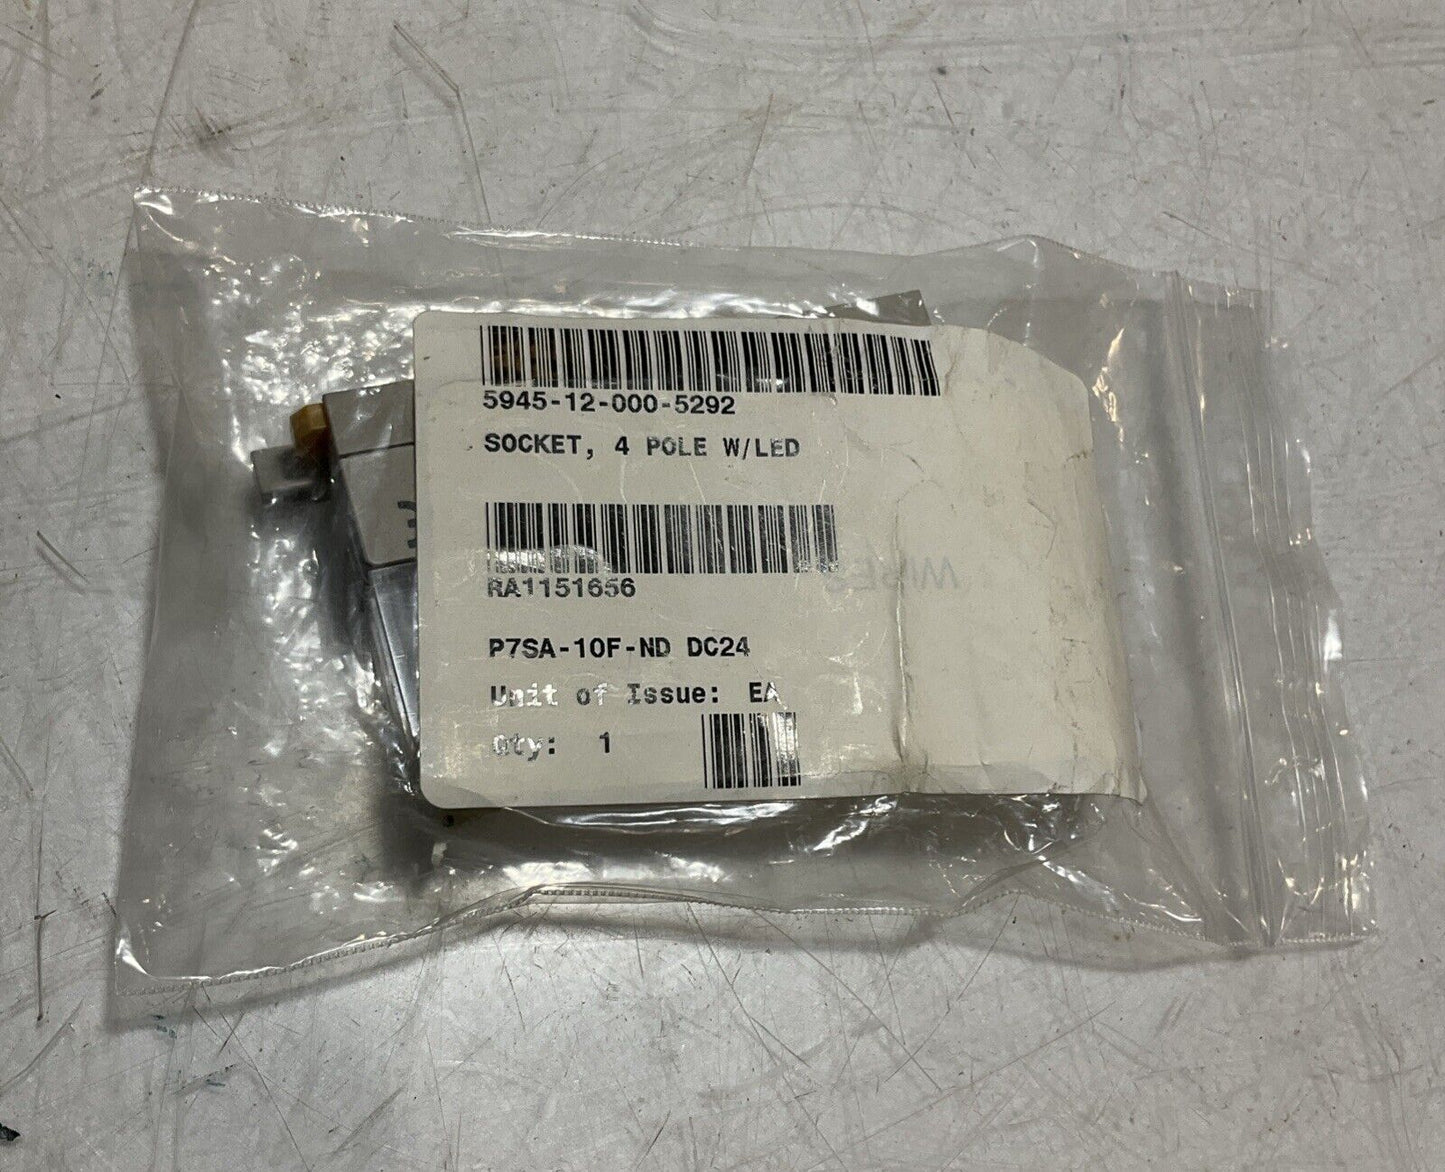 5945-12-000-5292
SOCKET, 4 POLE W/LED
RA1151656
P7SA-10F-ND DC24
Unit of Issue: EA
Qty: 1